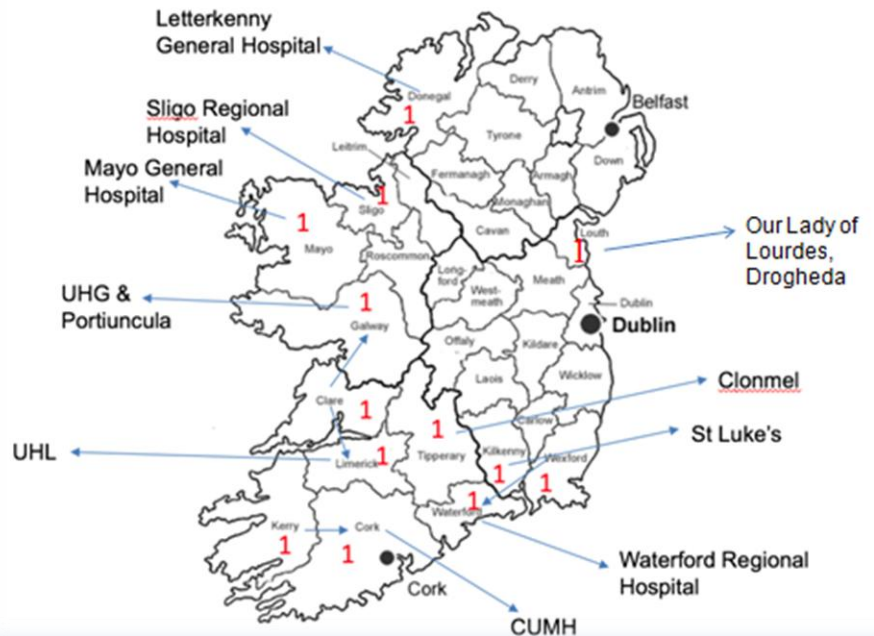 Letterkenny
General Hospital
Sligo Regional
Hospital
Mayo General
Hospital
UHG &
Portiuncula
UHL
Derry
Antrim
Donegal
1
Belfast
Tyrone
Leitrim
Fermanagh
Armagh
Down
Monaghan
1
Sligo
Cavan
Louth
1
Our Lady of
Lourdes,
Drogheda
1
Mayo
Roscommon
Long-
ford
West-
meath
Meath
1
Galway
Dublin
Dublin
Offaly
Kildare
Laois
Wicklow
Clonmel
Clare
1
1
Carlow
St Luke's
Limerick
1
Tipperary
Kilkenny
1
Wexford
1
1
Waterford
Kerry
1
Cork
1
Cork
Waterford Regional
Hospital
CUMH